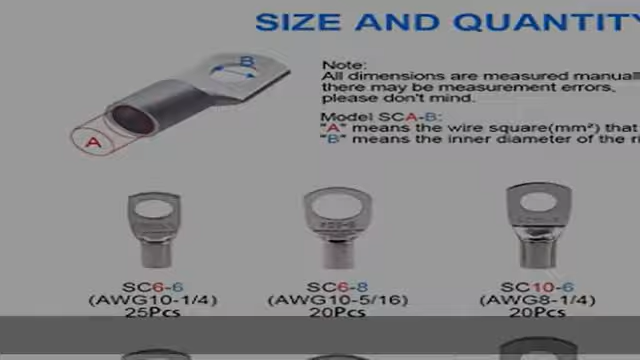 SIZE AND QUANTITY
B
Note:
All dimensions are measured manuall
there may be measurement errors,
please don't mind.
Model SCA-B:
"A" means the wire square(mm²) that
"B" means the inner diameter of the ri
A
SC6-6
(AWG10-1/4)
25Pcs
SC6-8
(AWG10-5/16)
20Pcs
SC10-6
(AWG8-1/4)
20Pcs